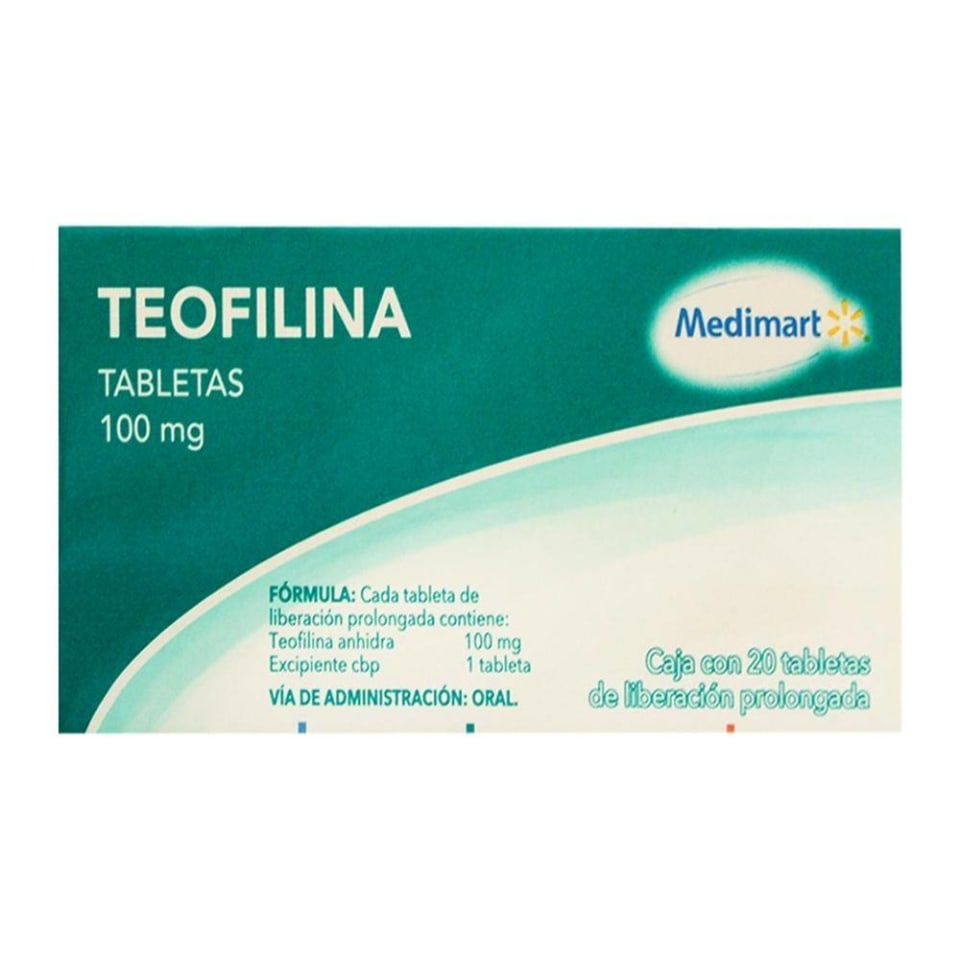 TEOFILINA
TABLETAS
100 mg
Medimart
FÓRMULA: Cada tableta de
liberación prolongada contiene:
Teofilina anhidra 100 mg
Excipiente cbp 1 tableta
VÍA DE ADMINISTRACIÓN: ORAL.
Caja con 20 tabletas
de liberación prolongada